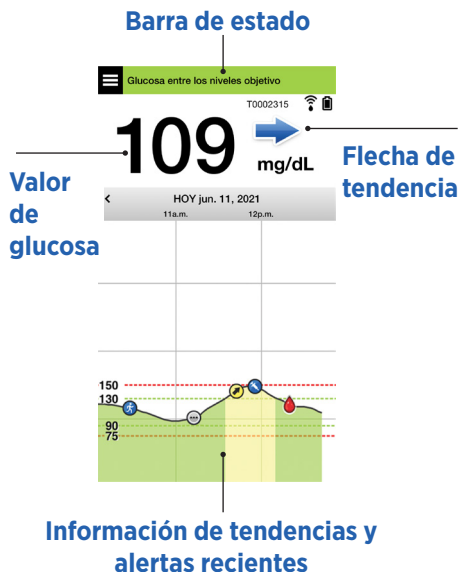 Barra de estado
Glucosa entre los niveles objetivo
T0002315
109
mg/dL
Flecha de
tendencia
Valor
de
glucosa
HOY jun. 11, 2021
11a.m. 12p.m.
150
130
90
75
Información de tendencias y
alertas recientes